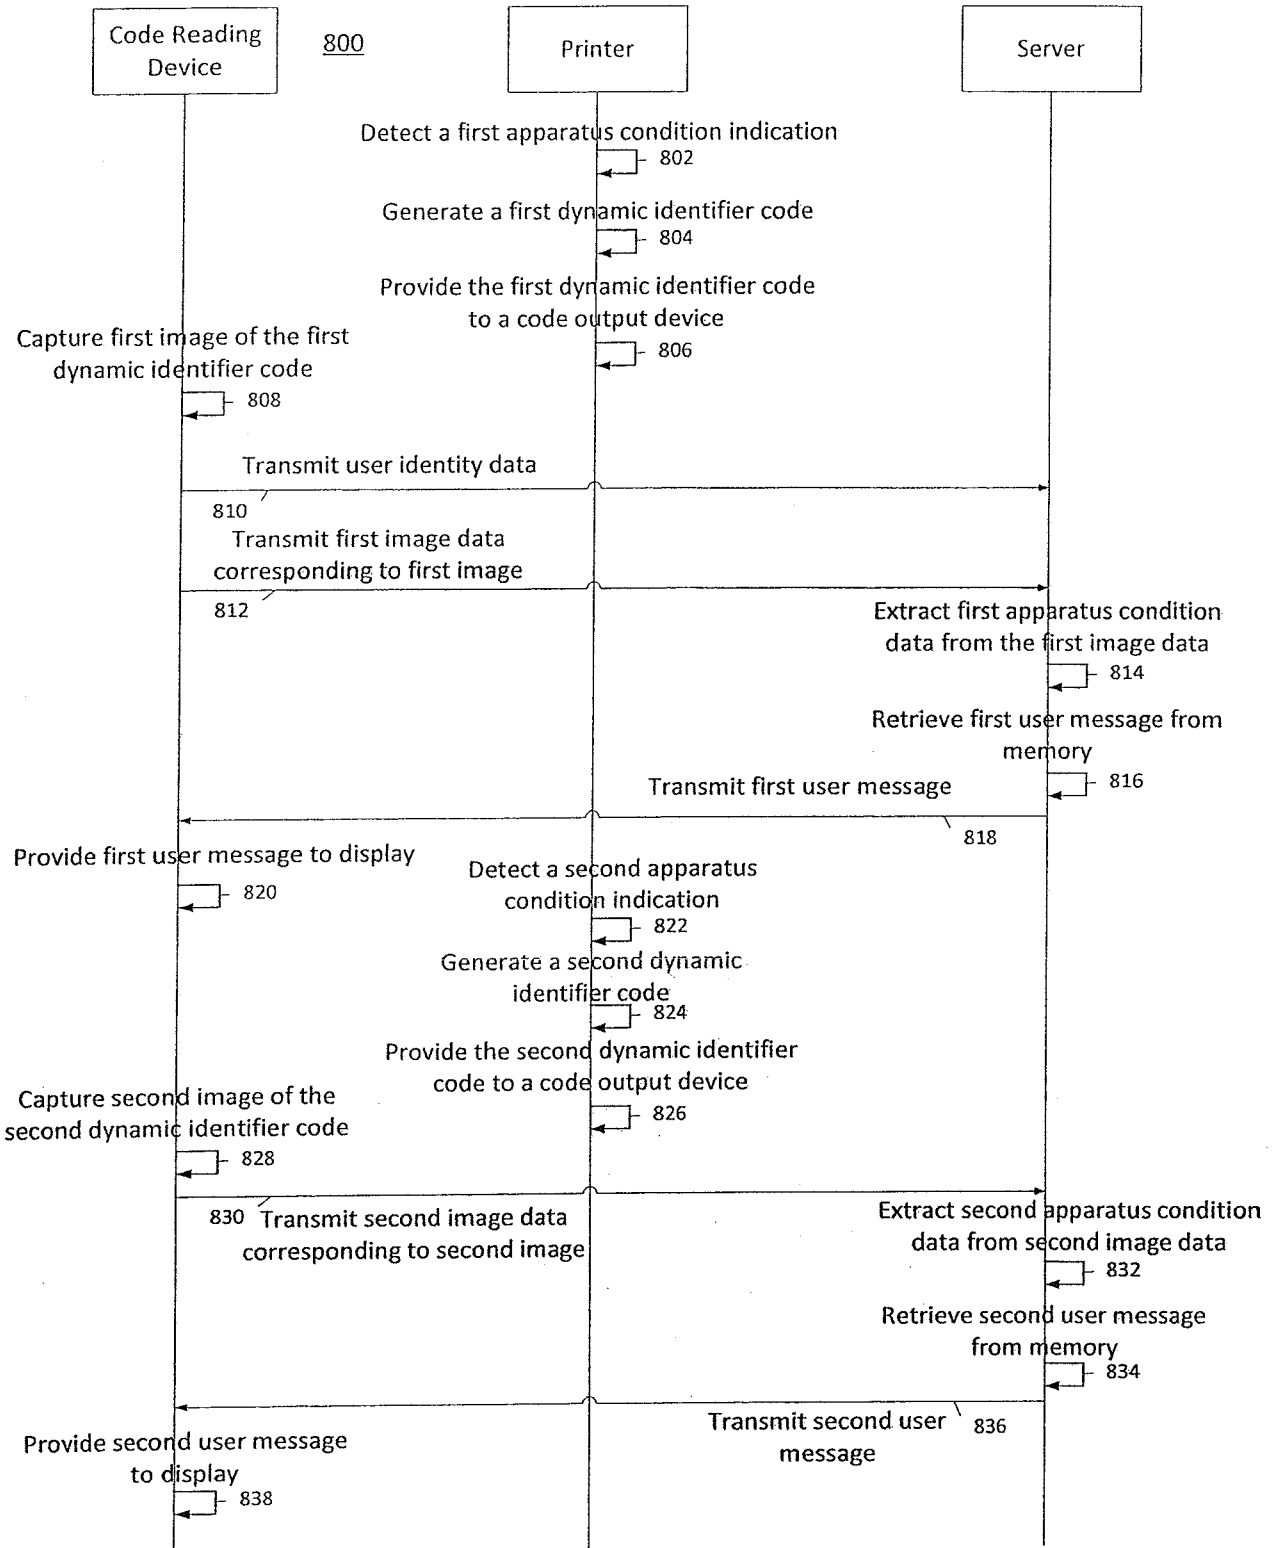 Code Reading
Device
800
Printer
Server
Detect a first apparatus condition indication
802
Generate a first dynamic identifier code
804
Provide the first dynamic identifier code
to a code output device
806
Capture first image of the first
dynamic identifier code
808
Transmit user identity data
810
Transmit first image data
corresponding to first image
812
Extract first apparatus condition
data from the first image data
814
Retrieve first user message from
memory
816
Transmit first user message
818
Provide first user message to display
820
Detect a second apparatus
condition indication
822
Generate a second dynamic
identifier code
824
Provide the second dynamic identifier
code to a code output device
826
Capture second image of the
second dynamic identifier code
828
830
Transmit second image data
corresponding to second image
Extract second apparatus condition
data from second image data
832
Retrieve second user message
from memory
834
Transmit second user
message
836
Provide second user message
to display
838